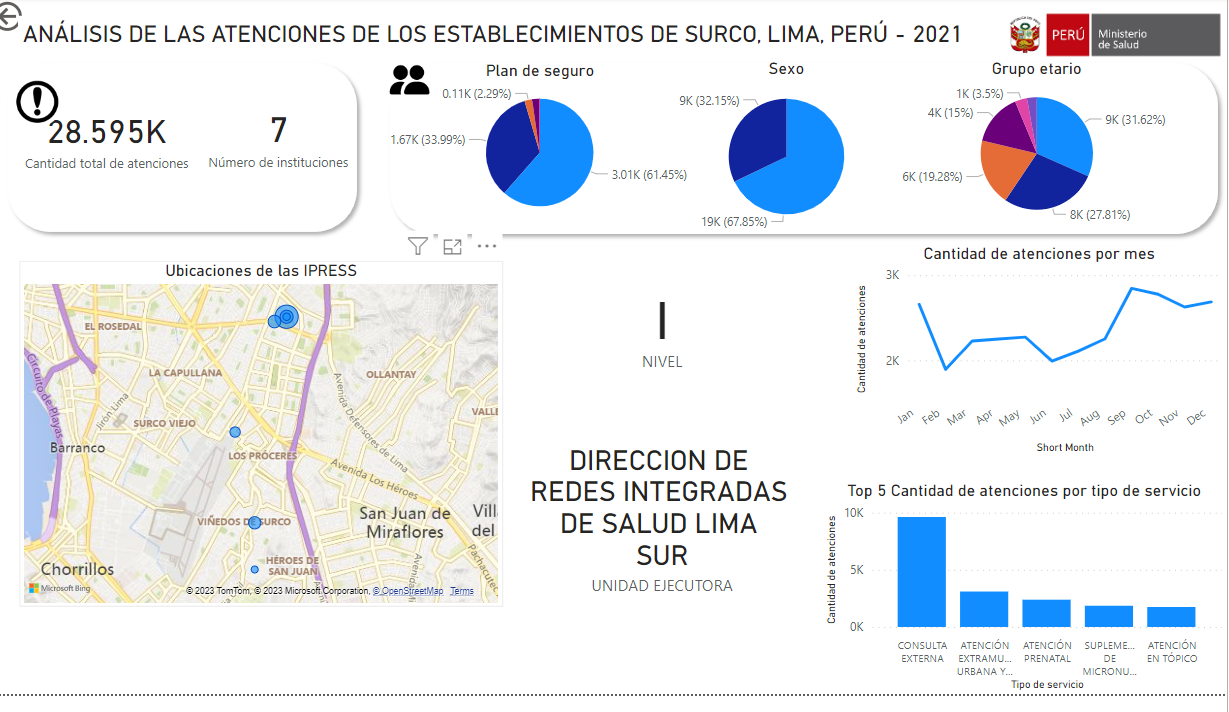 ANÁLISIS DE LAS ATENCIONES DE LOS ESTABLECIMIENTOS DE SURCO, LIMA, PERÚ - 2021
PERÚ
Ministerio
de Salud
28.595K
Cantidad total de atenciones
7
Número de instituciones
Plan de seguro
0.11K (2.29%)
1.67K (33.99%)
3.01K (61.45%)
Sexo
9K (32.15%)
19K (67.85%)
Grupo etario
1K (3.5%)
4K (15%)
9K (31.62%)
6K (19.28%)
8K (27.81%)
Ubicaciones de las IPRESS
EL ROSEDAL
LA CAPULLANA
OLLANTAY
Circuito de Playas
Jirón Lima
Avenida Defensores de Lima
VALLE
SURCO VIEJO
Barranco
LOS PRÓCERES
Avenida Los Héroes
San Juan de
Miraflores
Vill
del
VIÑEDOS DE SURCO
HÉROES DE
SAN JUAN
Chorrillos
Pachacutec
Microsoft Bing
© 2023 TomTom, © 2023 Microsoft Corporation, © OpenStreetMap Terms
I
NIVEL
DIRECCION DE
REDES INTEGRADAS
DE SALUD LIMA
SUR
UNIDAD EJECUTORA
Cantidad de atenciones por mes
Cantidad de atenciones
3K
2K
Jan Feb Mar Apr May Jun Jul Aug Sep Oct Nov Dec
Short Month
Top 5 Cantidad de atenciones por tipo de servicio
Cantidad de atenciones
10K
5K
0K
CONSULTA
EXTERNA
ATENCIÓN
EXTRAMU...
URBANA Y...
ATENCIÓN
PRENATAL
SUPLEME...
DE
MICRONU...
ATENCIÓN
EN TÓPICO
Tipo de servicio